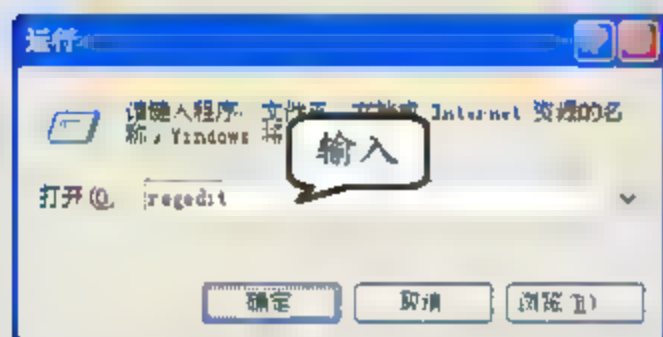 运行
请键入程序、文件夹、文档或 Internet 资源的名
称，Windows 将
输入
打开(O) regedit
确定 取消 浏览(B)